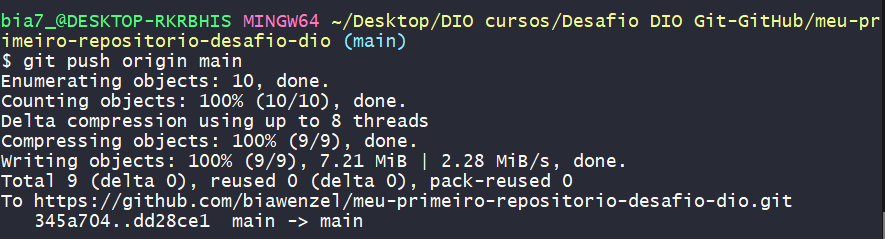 bia7_@DESKTOP-RKRBHIS MINGW64 ~/Desktop/DIO cursos/Desafio DIO Git-GitHub/meu-pr
imeiro-repositorio-desafio-dio (main)
$ git push origin main
Enumerating objects: 10, done.
Counting objects: 100% (10/10), done.
Delta compression using up to 8 threads
Compressing objects: 100% (9/9), done.
Writing objects: 100% (9/9), 7.21 MiB | 2.28 MiB/s, done.
Total 9 (delta 0), reused 0 (delta 0), pack-reused 0
To https://github.com/biawenzel/meu-primeiro-repositorio-desafio-dio.git
   345a704..dd28ce1  main -> main